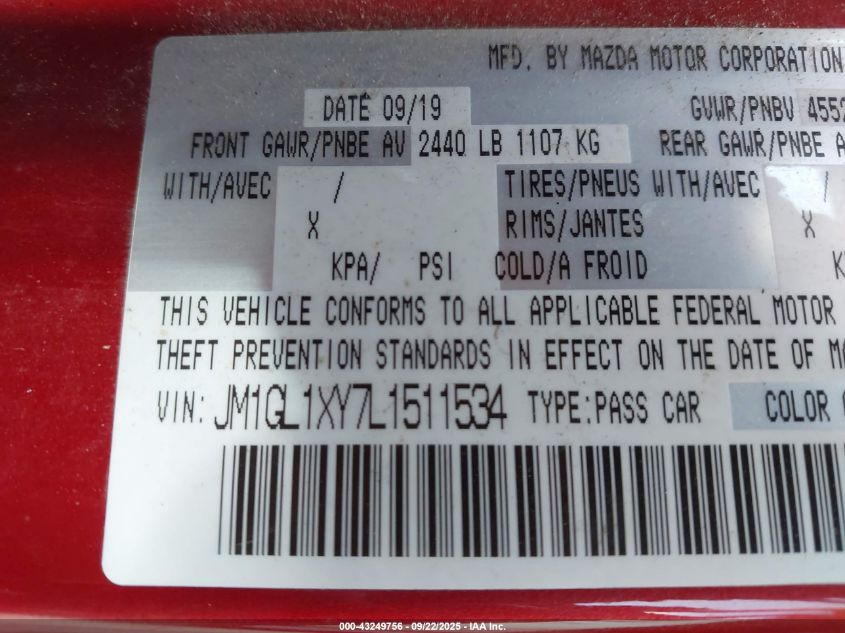 MFD. BY MAZDA MOTOR CORPORATION
DATE 09/19 GVWR/PNBV 4552
FRONT GAWR/PNBE AV 2440 LB 1107 KG REAR GAWR/PNBE A
WITH/AVEC / TIRES/PNEUS WITH/AVEC /
X RIMS/JANTES X
KPA/ PSI COLD/A FROID K
THIS VEHICLE CONFORMS TO ALL APPLICABLE FEDERAL MOTOR
THEFT PREVENTION STANDARDS IN EFFECT ON THE DATE OF MA
VIN: JM1GL1XY7L1511534 TYPE:PASS CAR COLOR
000-43249756 - 09/22/2025 - IAA Inc.